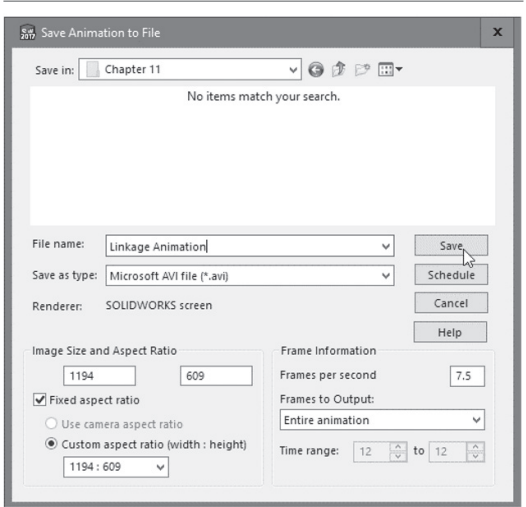 SW
2017
Save Animation to File
x
Save in: Chapter 11
No items match your search.
File name: Linkage Animation
Save
Save as type: Microsoft AVI file (*.avi)
Schedule
Renderer: SOLIDWORKS screen
Cancel
Help
Image Size and Aspect Ratio
1194 609
Fixed aspect ratio
Use camera aspect ratio
Custom aspect ratio (width : height)
1194 : 609
Frame Information
Frames per second 7.5
Frames to Output:
Entire animation
Time range: 12 to 12